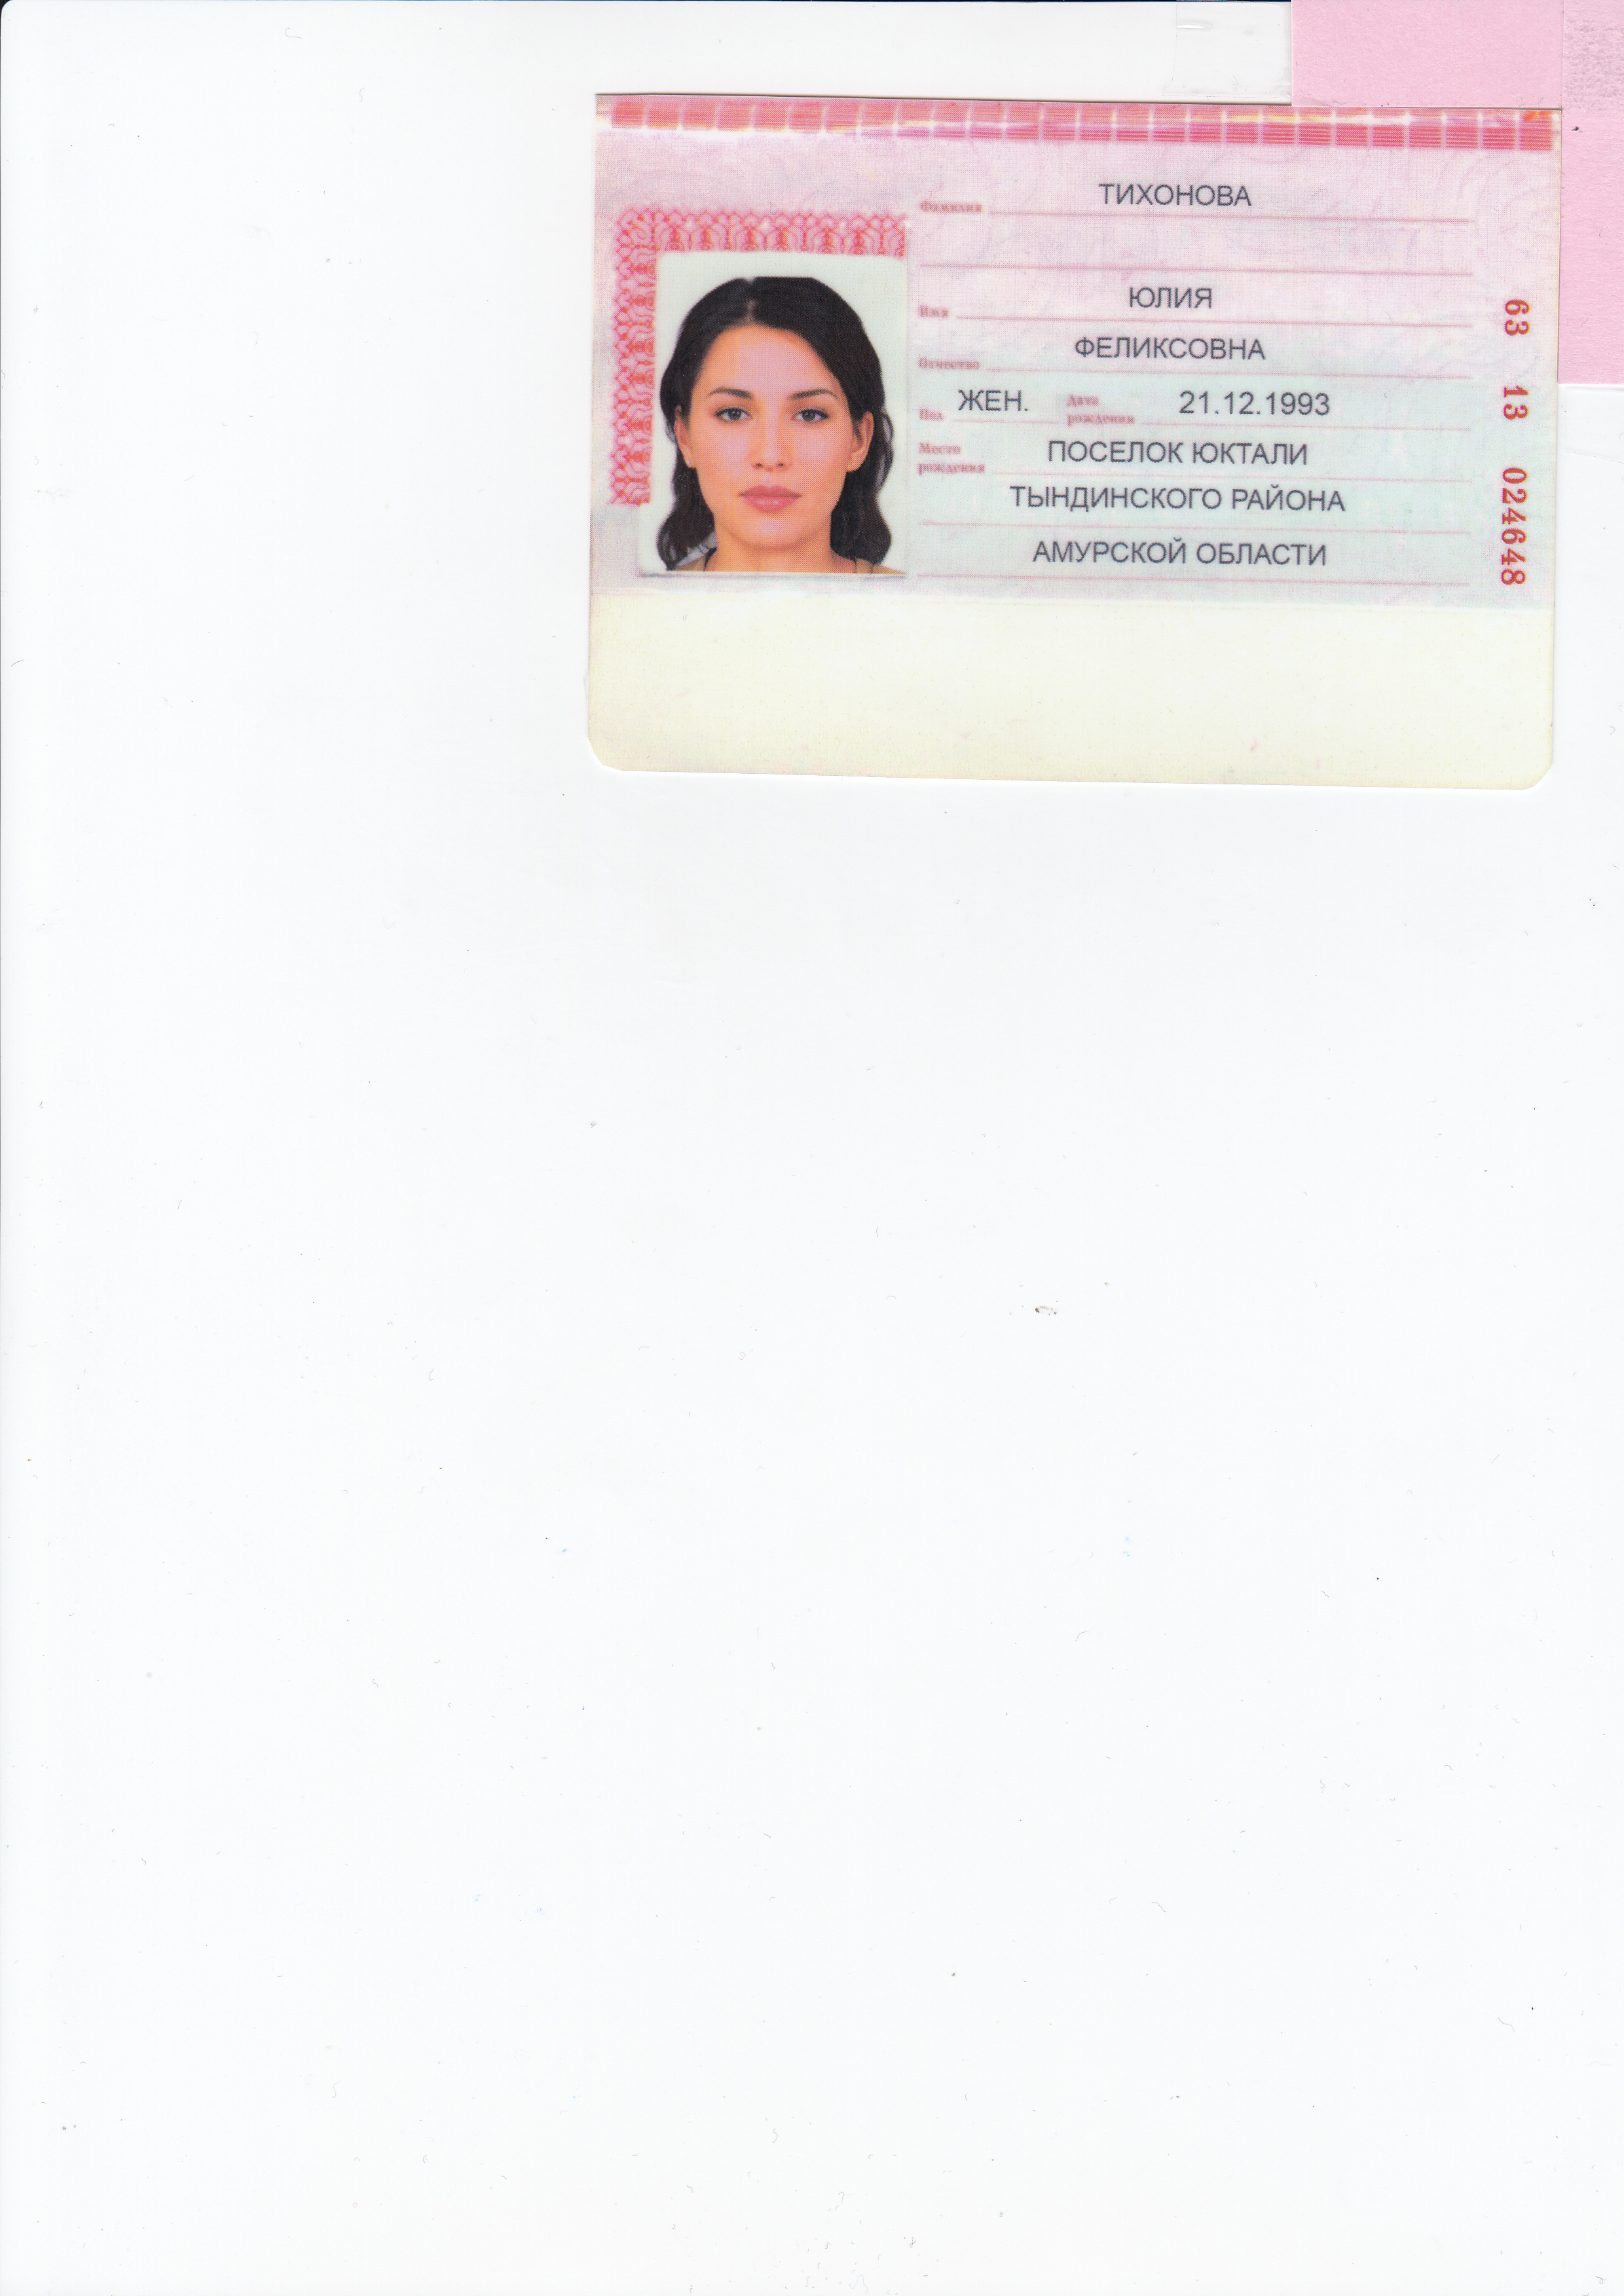 Фамилия ТИХОНОВА
Имя ЮЛИЯ
Отчество ФЕЛИКСОВНА
Пол ЖЕН. Дата рождения 21.12.1993
Место рождения ПОСЕЛОК ЮКТАЛИ
ТЫНДИНСКОГО РАЙОНА
АМУРСКОЙ ОБЛАСТИ
63 13 024648